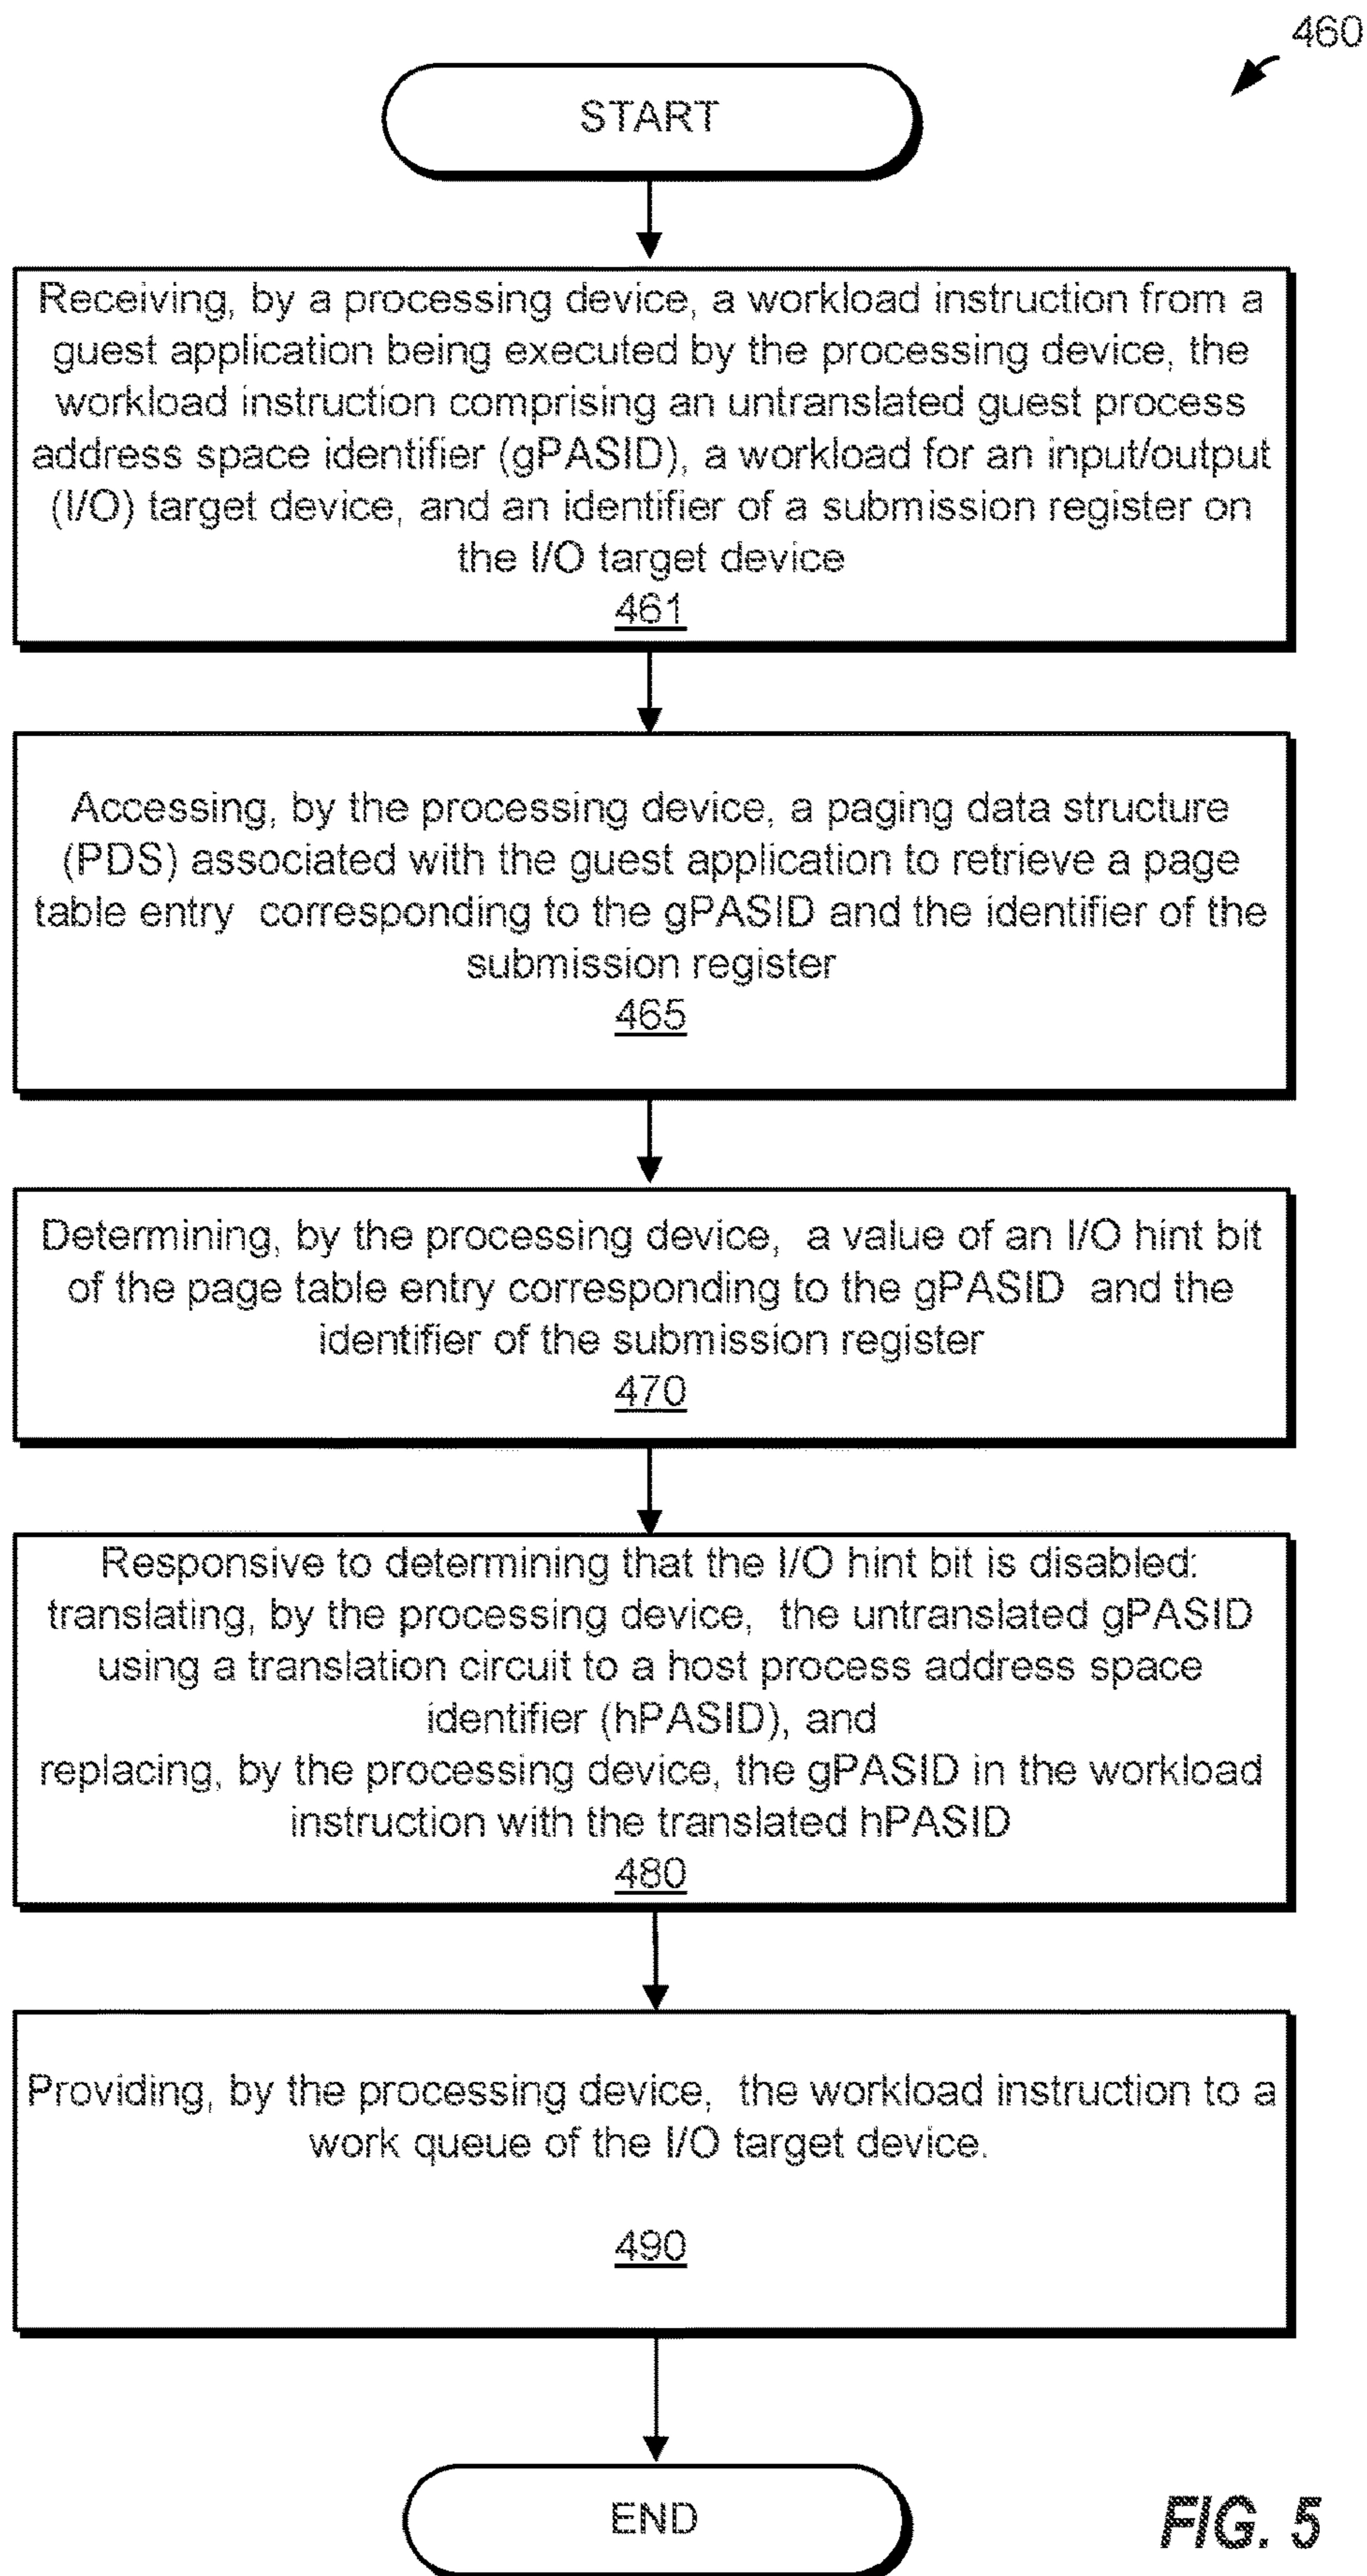 460
START
Receiving, by a processing device, a workload instruction from a
guest application being executed by the processing device, the
workload instruction comprising an untranslated guest process
address space identifier (gPASID), a workload for an input/output
(I/O) target device, and an identifier of a submission register on
the I/O target device
461
Accessing, by the processing device, a paging data structure
(PDS) associated with the guest application to retrieve a page
table entry corresponding to the gPASID and the identifier of the
submission register
465
Determining, by the processing device, a value of an I/O hint bit
of the page table entry corresponding to the gPASID and the
identifier of the submission register
470
Responsive to determining that the I/O hint bit is disabled:
translating, by the processing device, the untranslated gPASID
using a translation circuit to a host process address space
identifier (hPASID), and
replacing, by the processing device, the gPASID in the workload
instruction with the translated hPASID
480
Providing, by the processing device, the workload instruction to a
work queue of the I/O target device.
490
END
FIG. 5